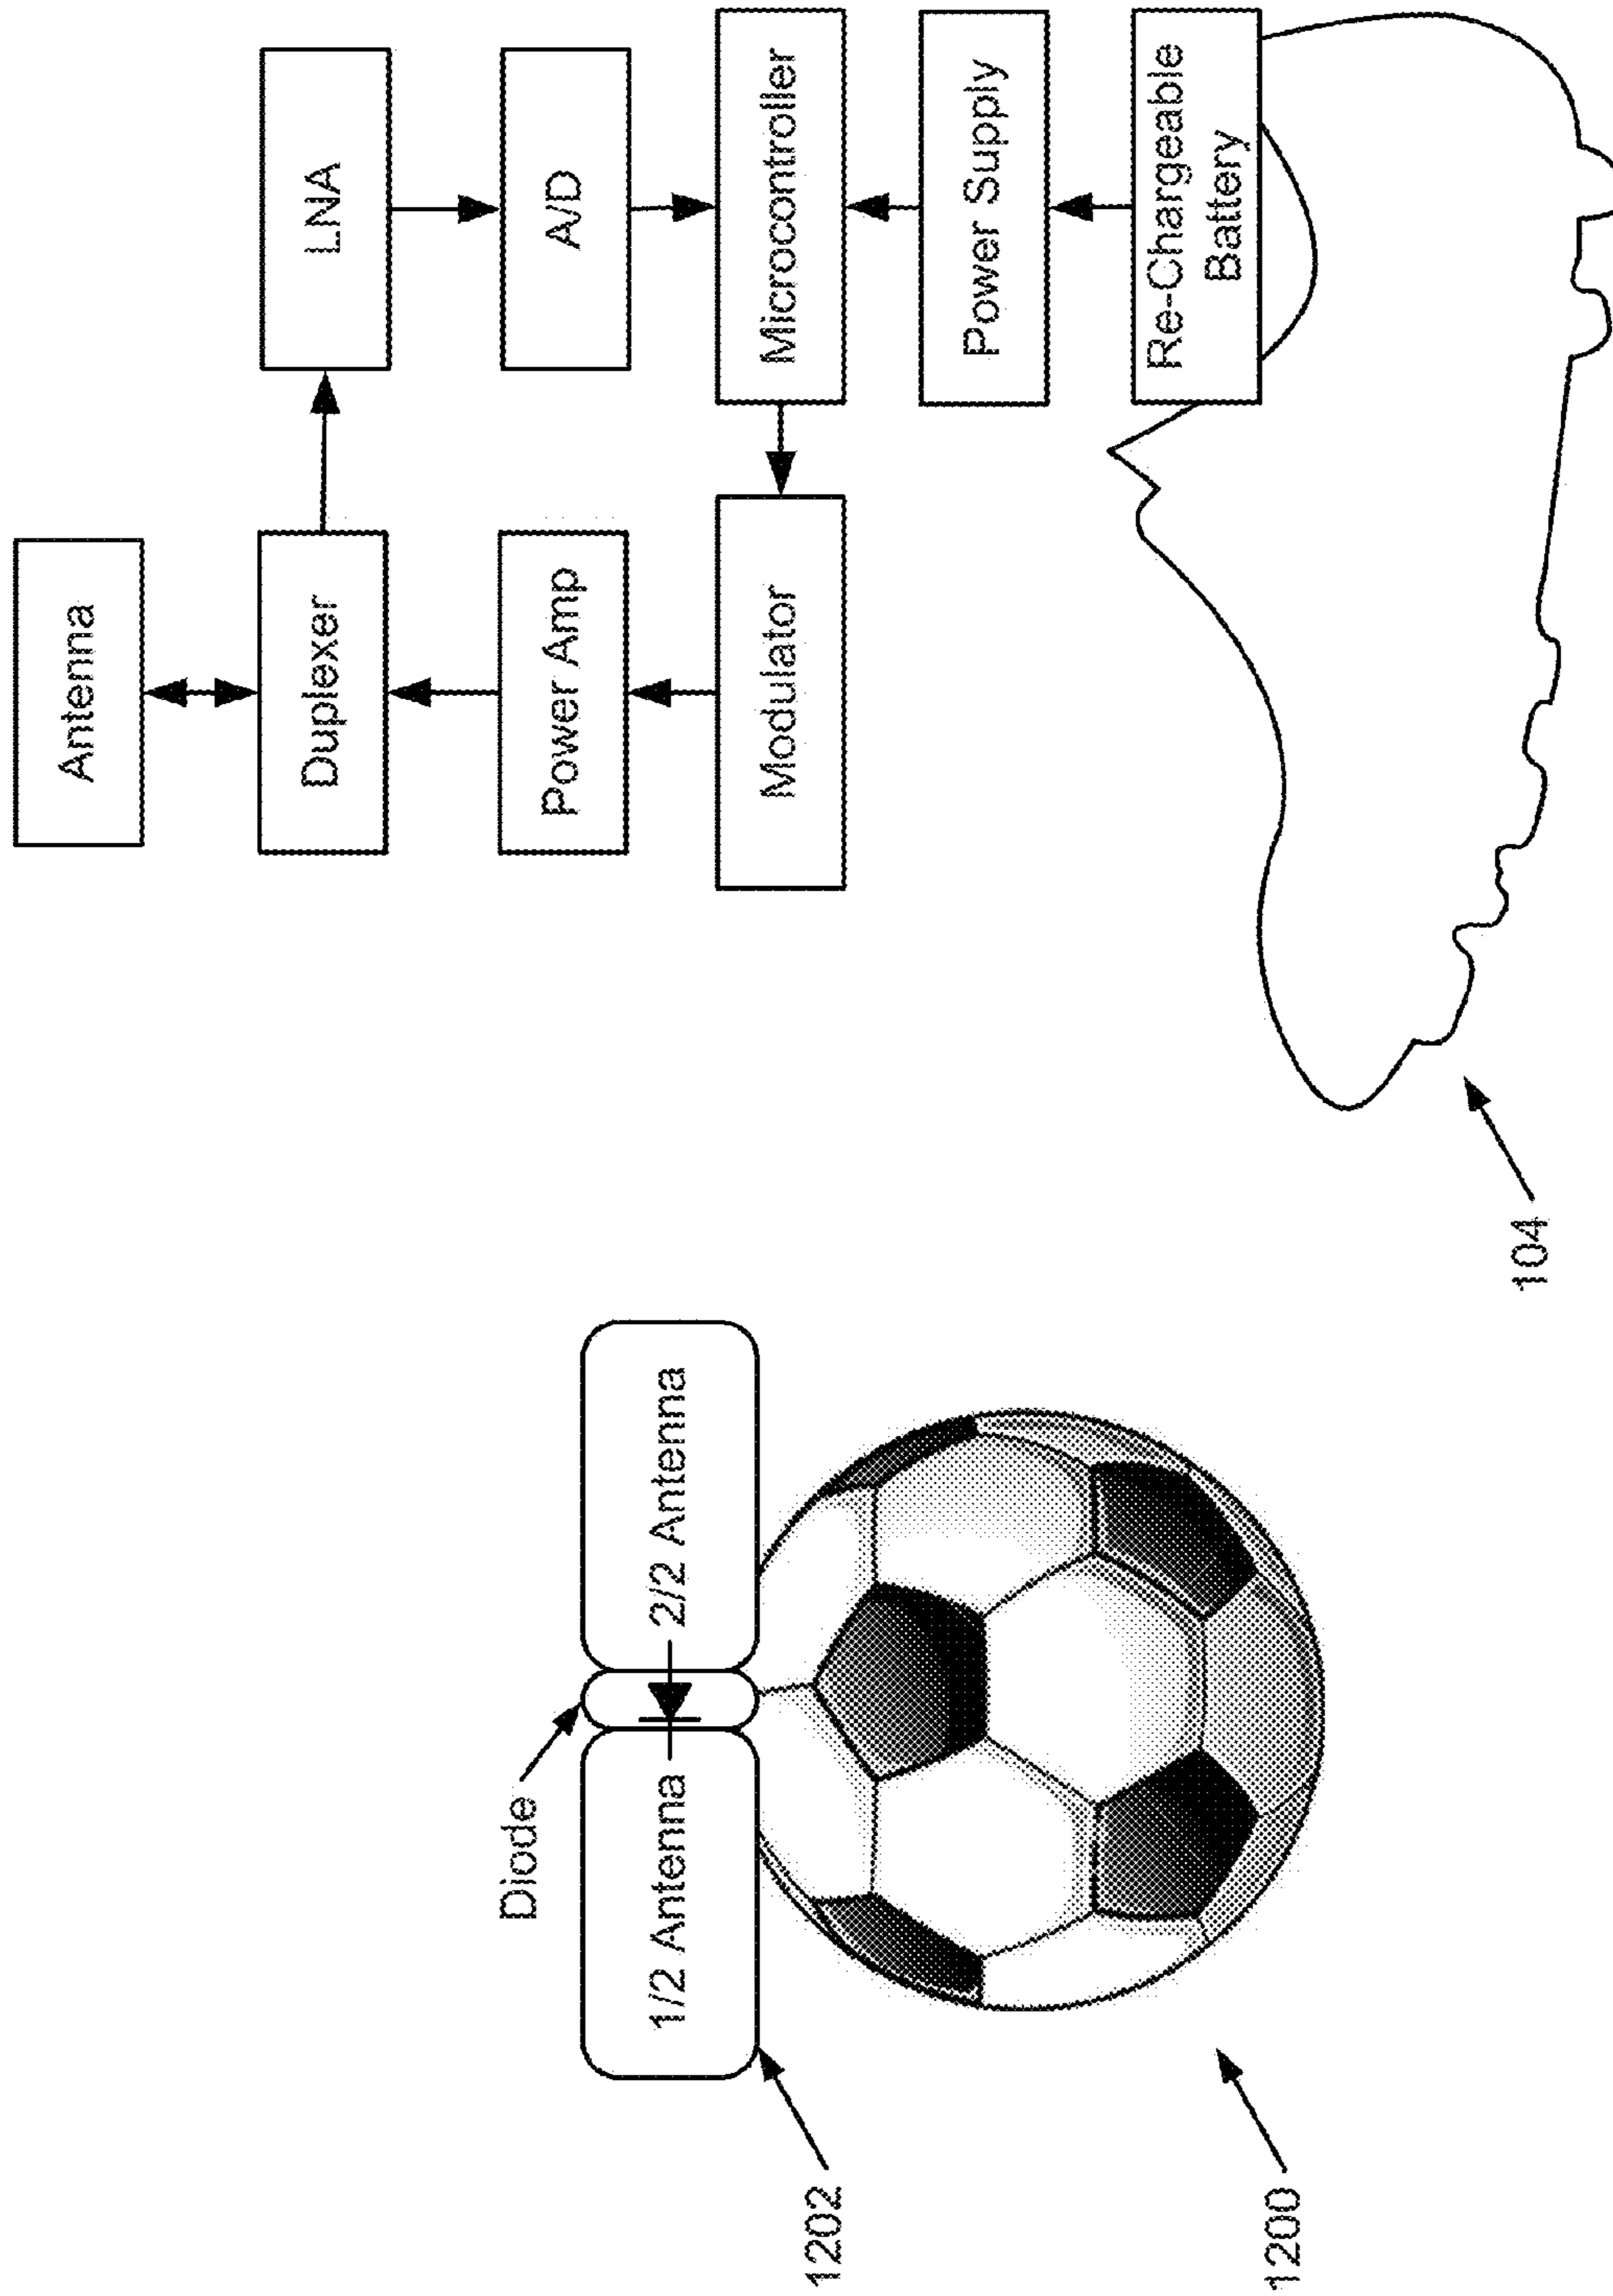 Antenna
Duplexer
LNA
Power Amp
A/D
Modulator
Microcontroller
Power Supply
Re-Chargeable
Battery
Diode
1/2 Antenna
2/2 Antenna
1202
1200
104